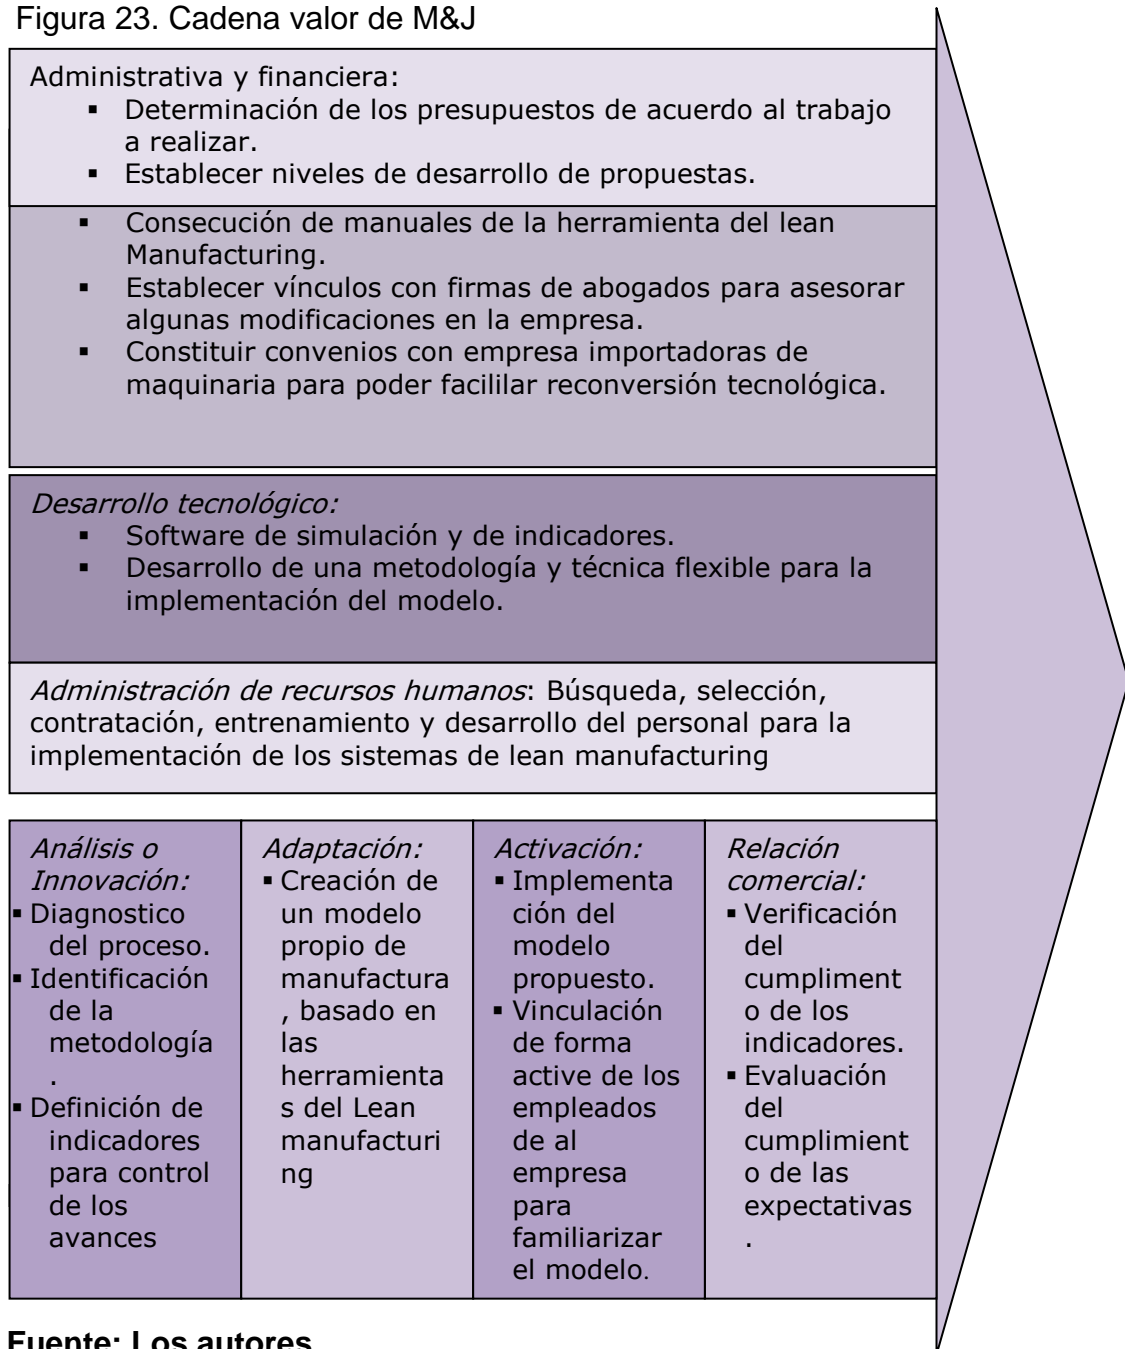 Figura 23. Cadena valor de M&J
Administrativa y financiera:
▪ Determinación de los presupuestos de acuerdo al trabajo
a realizar.
▪ Establecer niveles de desarrollo de propuestas.
▪ Consecución de manuales de la herramienta del lean
Manufacturing.
▪ Establecer vínculos con firmas de abogados para asesorar
algunas modificaciones en la empresa.
▪ Constituir convenios con empresa importadoras de
maquinaria para poder facililar reconversión tecnológica.
Desarrollo tecnológico:
▪ Software de simulación y de indicadores.
▪ Desarrollo de una metodología y técnica flexible para la
implementación del modelo.
Administración de recursos humanos: Búsqueda, selección,
contratación, entrenamiento y desarrollo del personal para la
implementación de los sistemas de lean manufacturing
Análisis o
Innovación:
▪ Diagnostico
del proceso.
▪ Identificación
de la
metodología
.
▪ Definición de
indicadores
para control
de los
avances
Adaptación:
▪ Creación de
un modelo
propio de
manufactura
, basado en
las
herramienta
s del Lean
manufacturi
ng
Activación:
▪ Implementa
ción del
modelo
propuesto.
▪ Vinculación
de forma
active de los
empleados
de al
empresa
para
familiarizar
el modelo.
Relación
comercial:
▪ Verificación
del
cumpliment
o de los
indicadores.
▪ Evaluación
del
cumplimient
o de las
expectativas
.
Fuente: Los autores